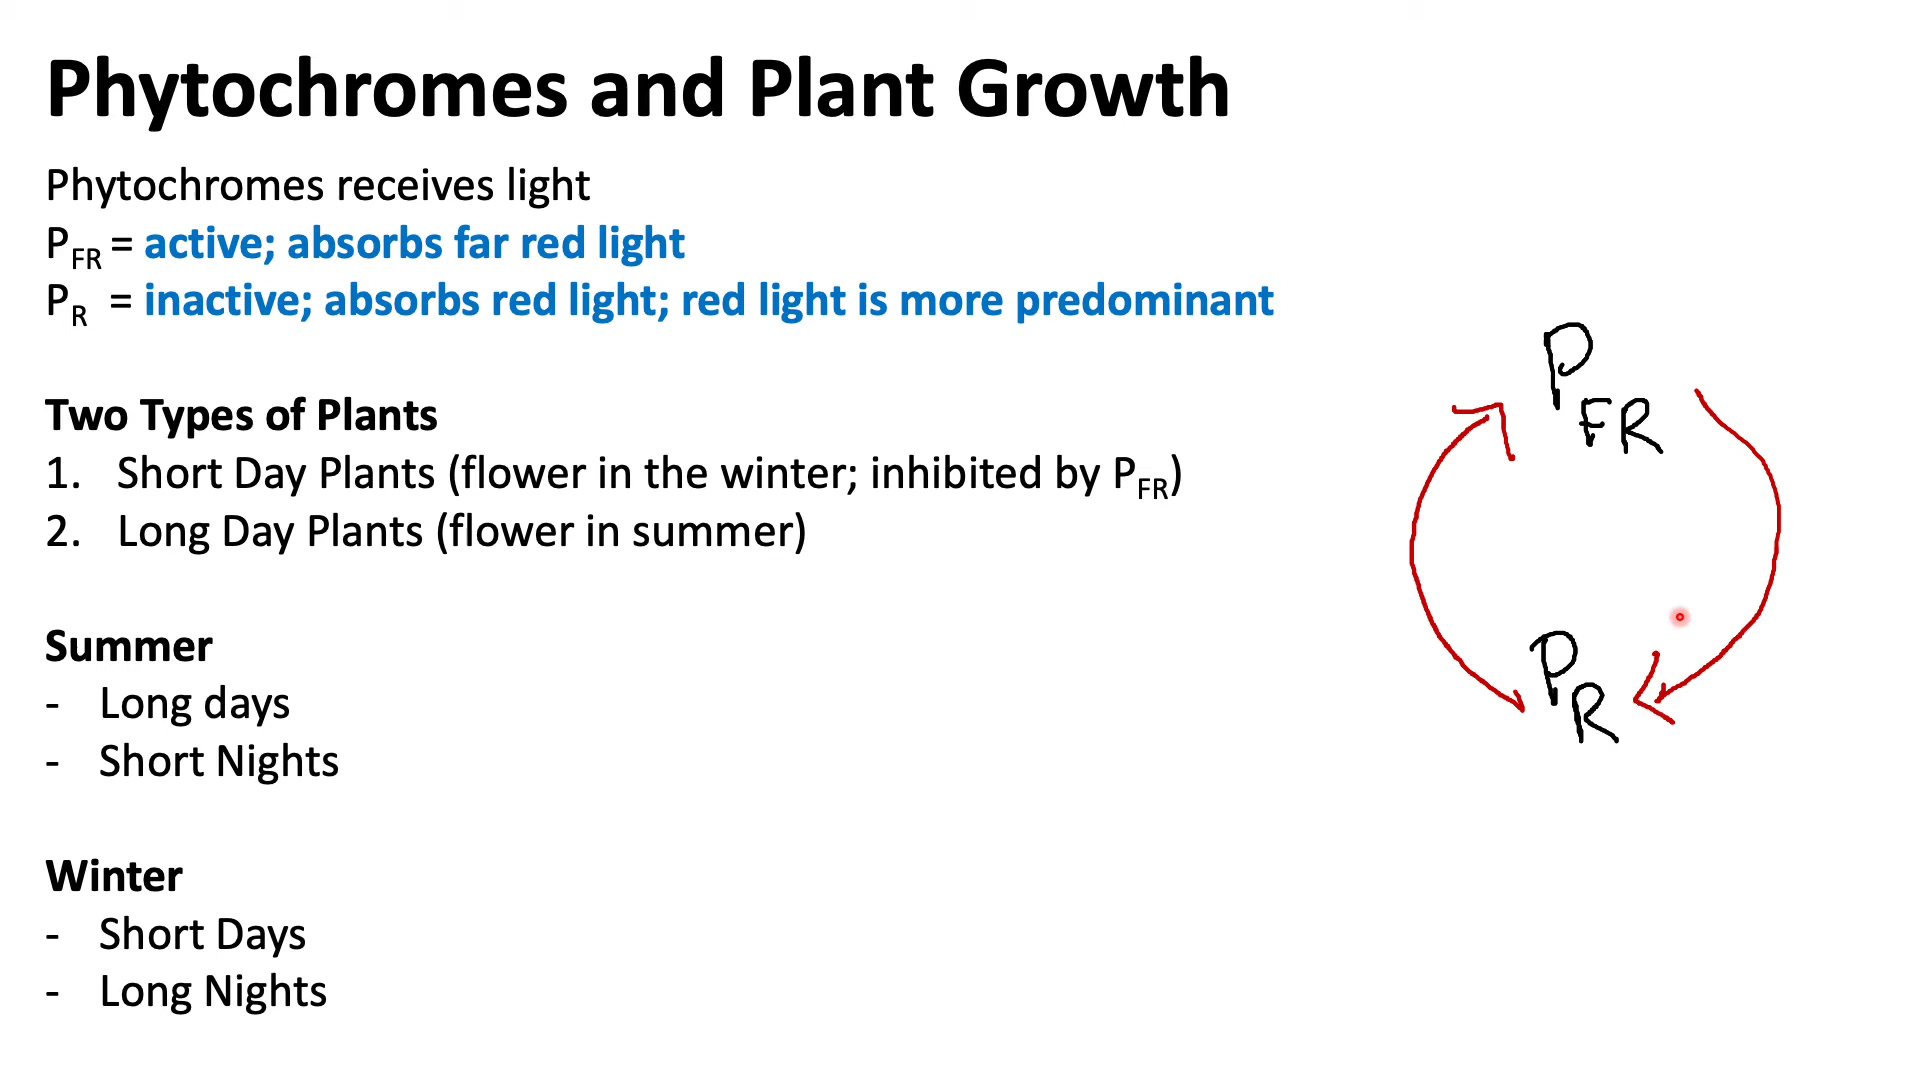 Phytochromes and Plant Growth
Phytochromes receives light
PFR = active; absorbs far red light
PR = inactive; absorbs red light; red light is more predominant
Two Types of Plants
1. Short Day Plants (flower in the winter; inhibited by PFR)
2. Long Day Plants (flower in summer)
Summer
- Long days
- Short Nights
Winter
- Short Days
- Long Nights
PFR
PR